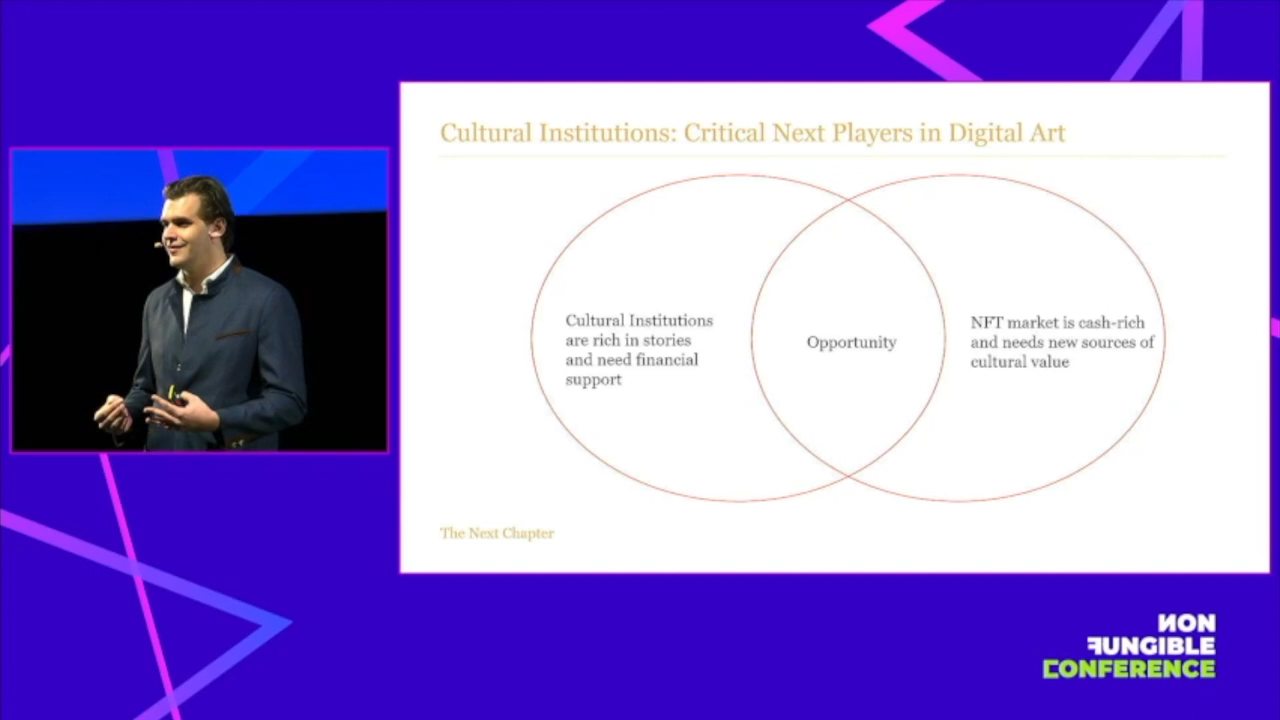 Cultural Institutions: Critical Next Players in Digital Art
Cultural Institutions
are rich in stories
and need financial
support
Opportunity
NFT market is cash-rich
and needs new sources of
cultural value
The Next Chapter
NON
FUNGIBLE
CONFERENCE